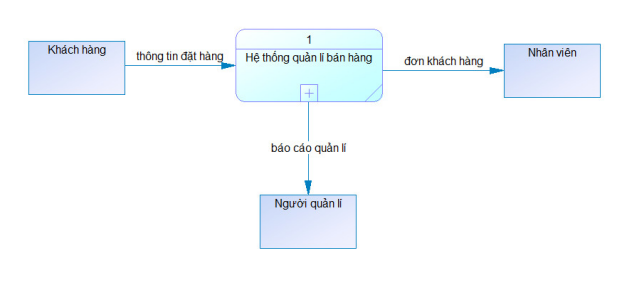 Khách hàng
thông tin đặt hàng
1
Hệ thống quản lí bán hàng
đơn khách hàng
Nhân viên
báo cáo quản lí
Người quản lí